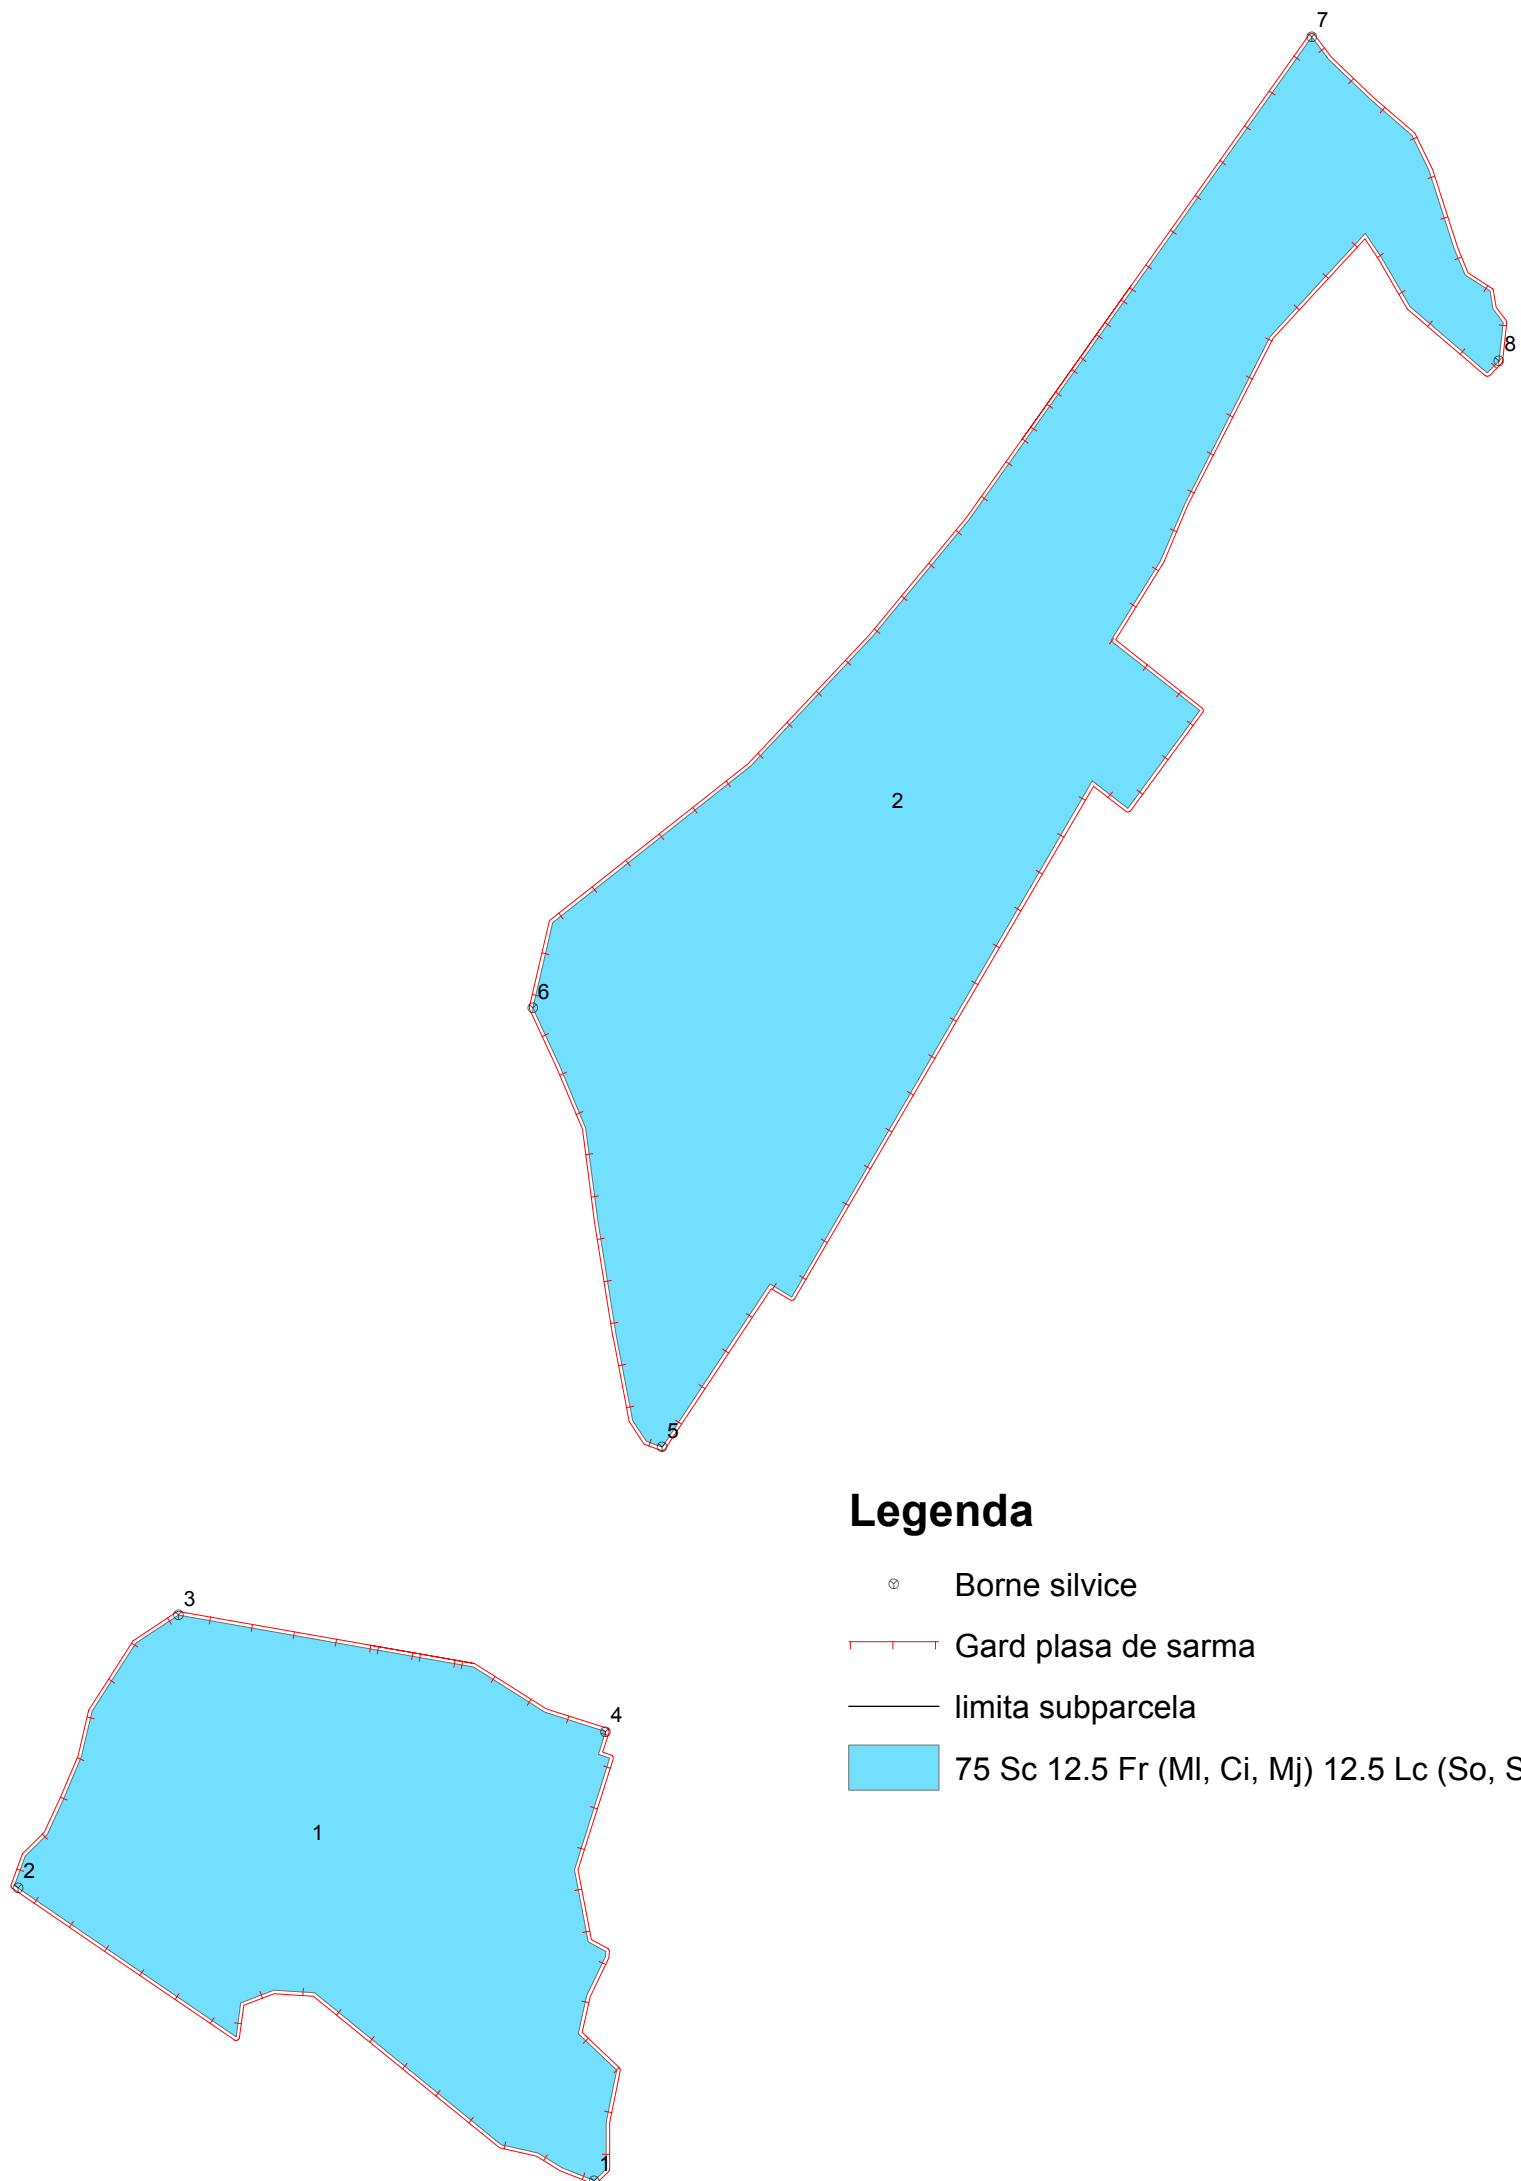 7
8
2
6
5
Legenda
Borne silvice
3
Gard plasa de sarma
limita subparcela
4
75 Sc 12.5 Fr (Ml, Ci, Mj) 12.5 Lc (So, S
1
2
1